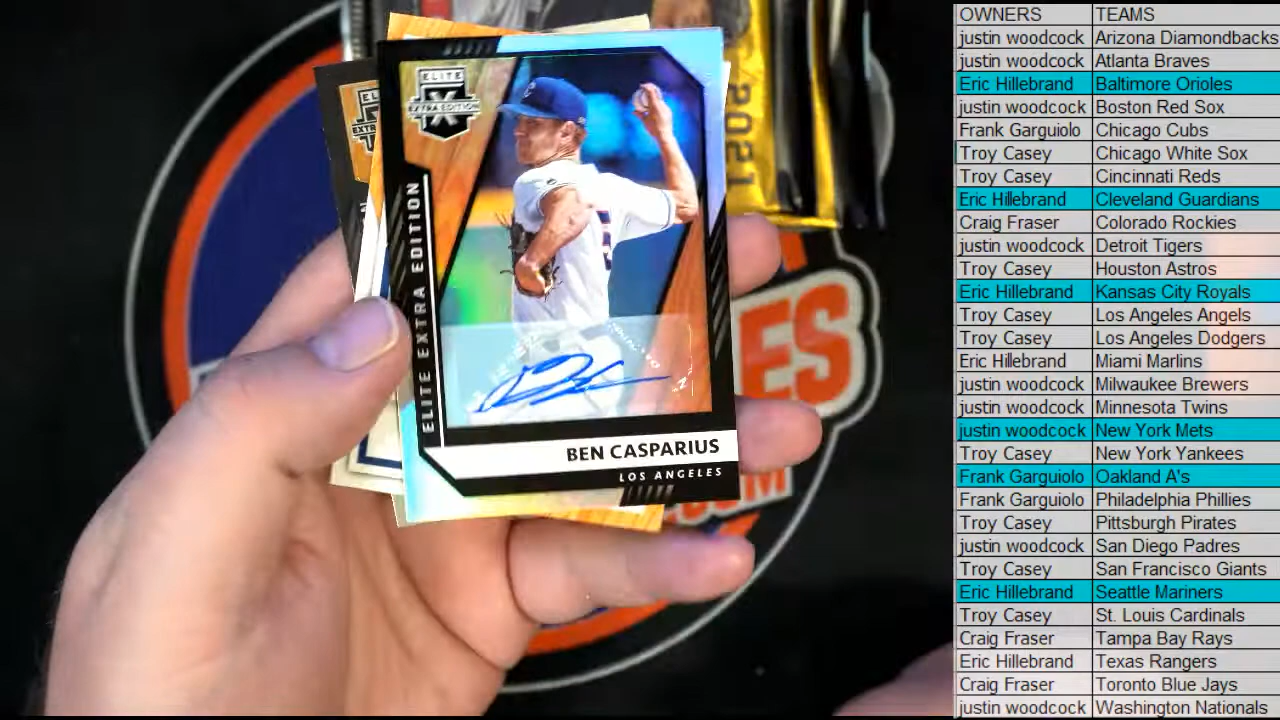 ELITE
X
EXTRA EDITION
ELITE EXTRA EDITION
BEN CASPARIUS
LOS ANGELES
2021
ES
OM
OWNERS TEAMS
justin woodcock Arizona Diamondbacks
justin woodcock Atlanta Braves
Eric Hillebrand Baltimore Orioles
justin woodcock Boston Red Sox
Frank Garguiolo Chicago Cubs
Troy Casey Chicago White Sox
Troy Casey Cincinnati Reds
Eric Hillebrand Cleveland Guardians
Craig Fraser Colorado Rockies
justin woodcock Detroit Tigers
Troy Casey Houston Astros
Eric Hillebrand Kansas City Royals
Troy Casey Los Angeles Angels
Troy Casey Los Angeles Dodgers
Eric Hillebrand Miami Marlins
justin woodcock Milwaukee Brewers
justin woodcock Minnesota Twins
justin woodcock New York Mets
Troy Casey New York Yankees
Frank Garguiolo Oakland A's
Frank Garguiolo Philadelphia Phillies
Troy Casey Pittsburgh Pirates
justin woodcock San Diego Padres
Troy Casey San Francisco Giants
Eric Hillebrand Seattle Mariners
Troy Casey St. Louis Cardinals
Craig Fraser Tampa Bay Rays
Eric Hillebrand Texas Rangers
Craig Fraser Toronto Blue Jays
justin woodcock Washington Nationals